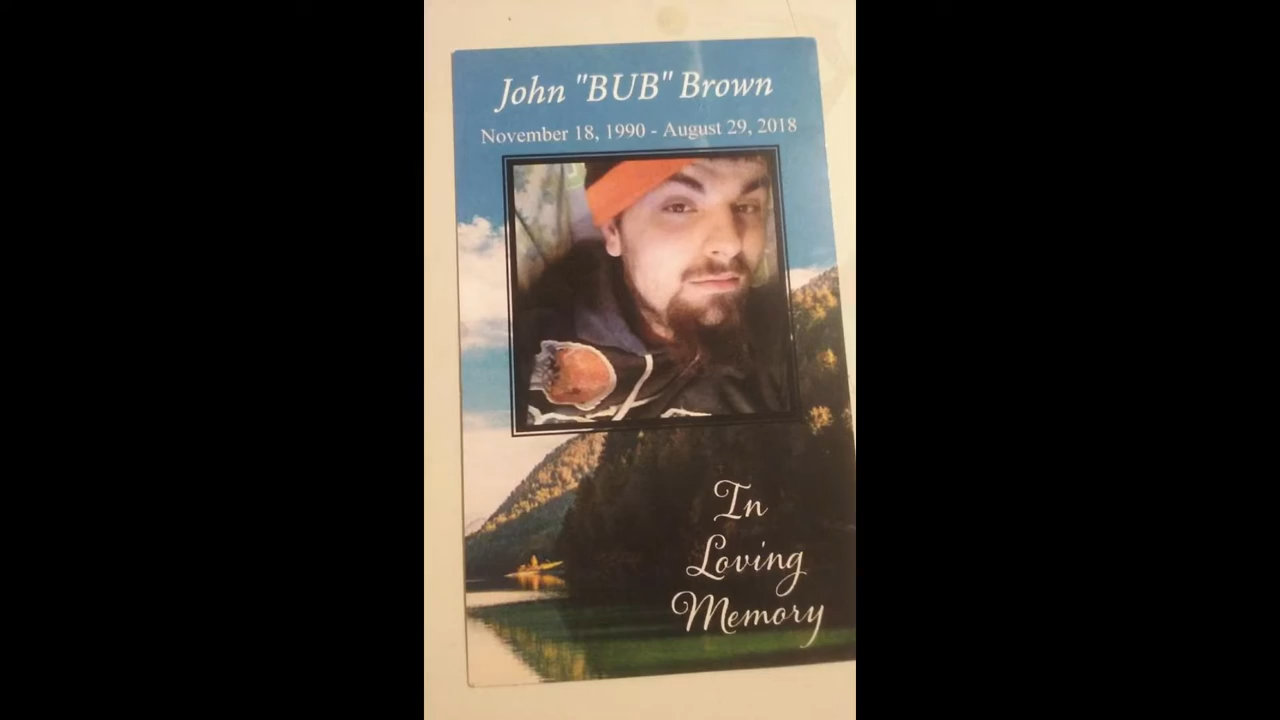 John "BUB" Brown
November 18, 1990 - August 29, 2018
In
Loving
Memory